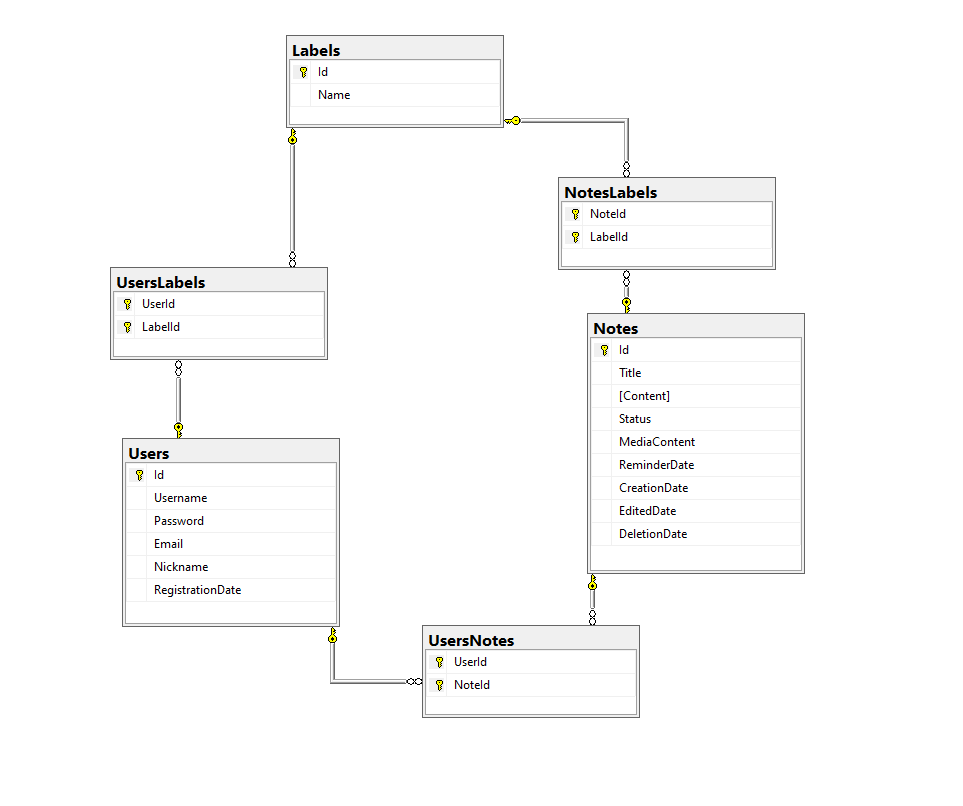 Labels
Id
Name
NotesLabels
NoteId
LabelId
UsersLabels
UserId
LabelId
Notes
Id
Title
[Content]
Status
MediaContent
ReminderDate
CreationDate
EditedDate
DeletionDate
Users
Id
Username
Password
Email
Nickname
RegistrationDate
UsersNotes
UserId
NoteId